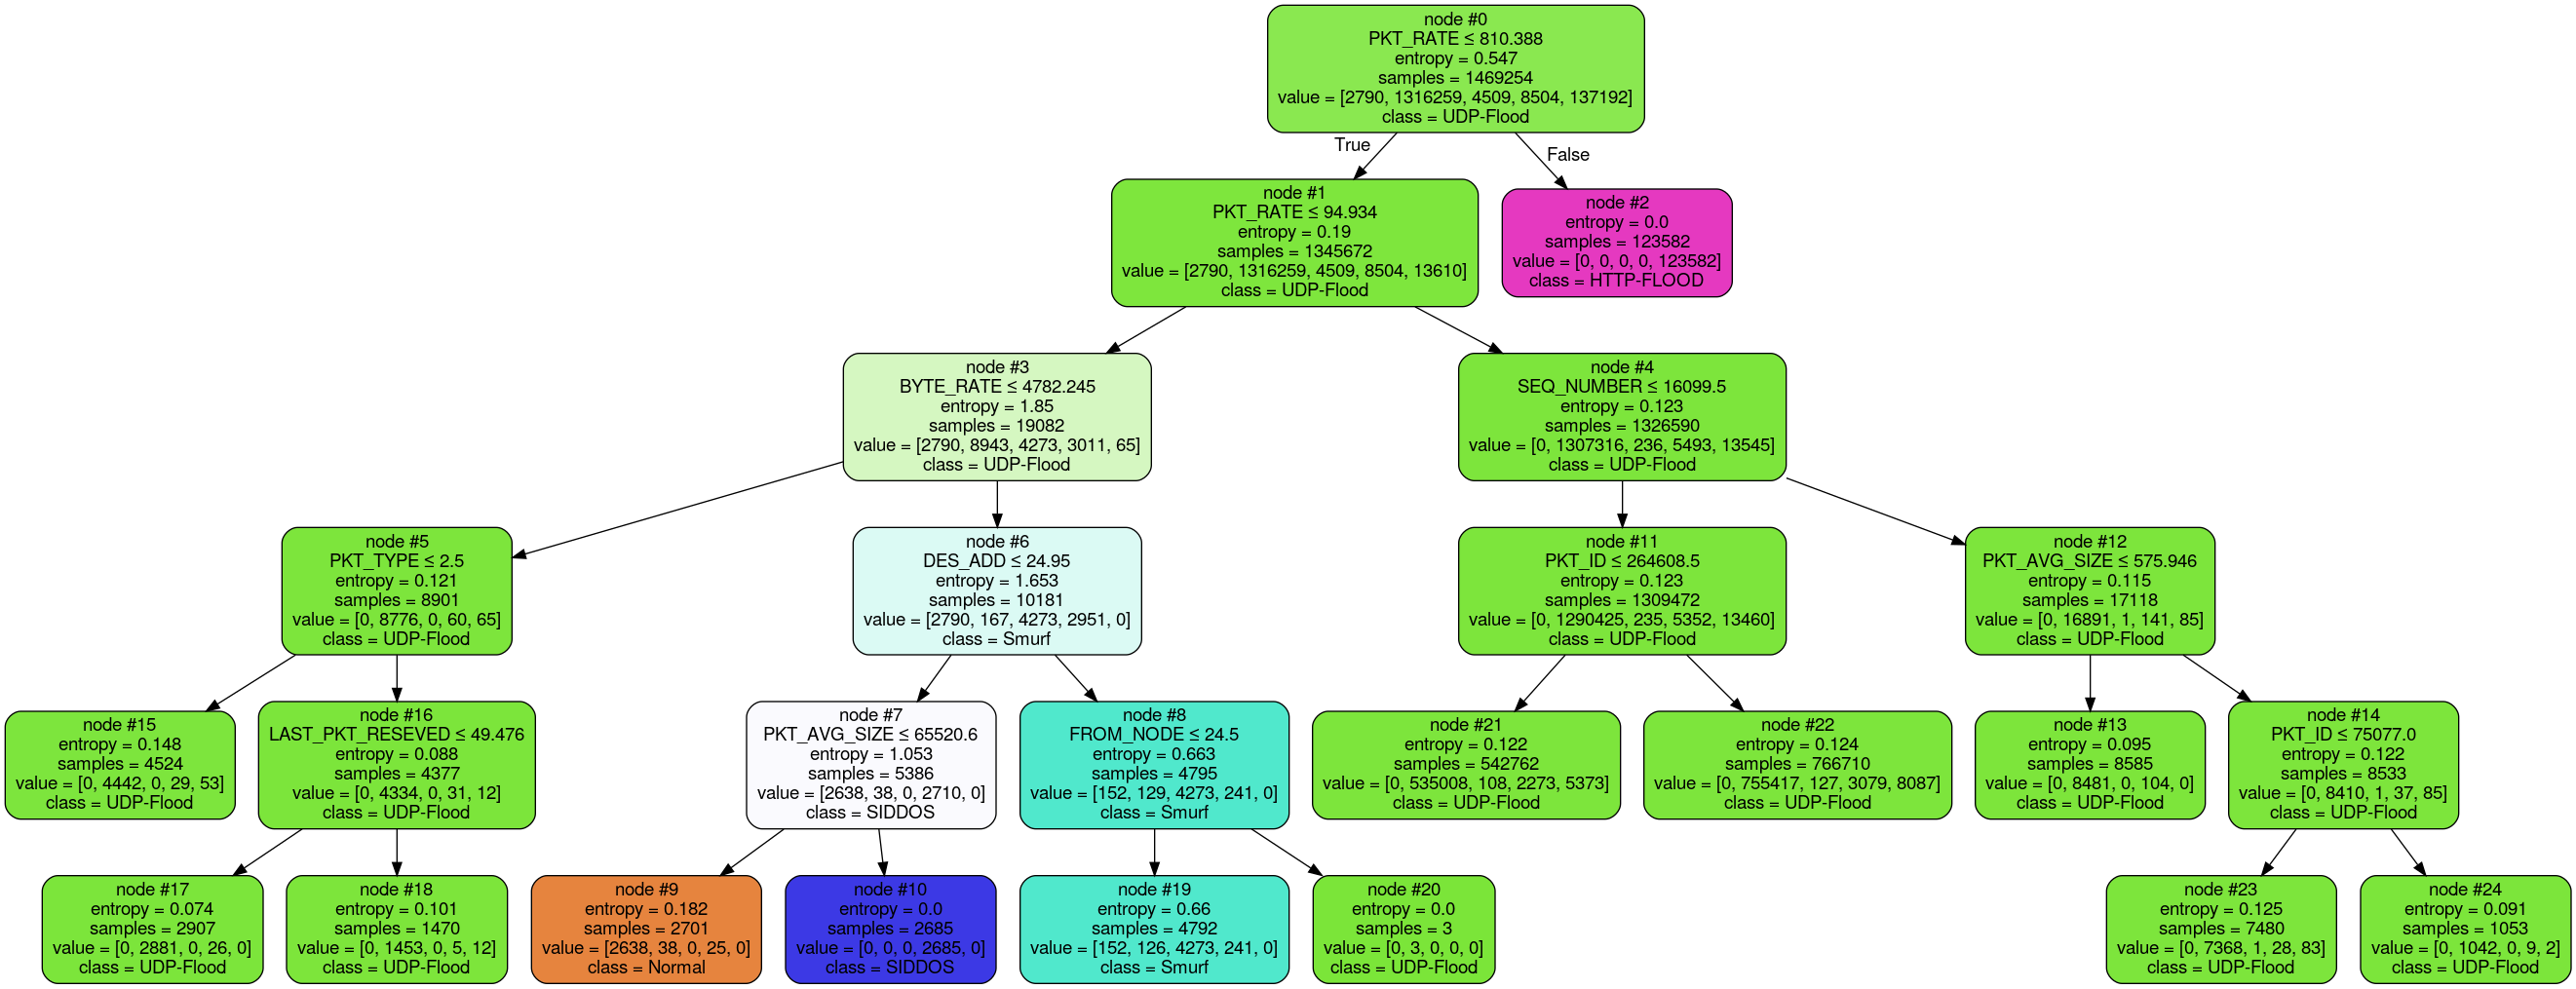 node #0
PKT_RATE ≤ 810.388
entropy = 0.547
samples = 1469254
value = [2790, 1316259, 4509, 8504, 137192]
class = UDP-Flood
True
False
node #1
PKT_RATE ≤ 94.934
entropy = 0.19
samples = 1345672
value = [2790, 1316259, 4509, 8504, 13610]
class = UDP-Flood
node #2
entropy = 0.0
samples = 123582
value = [0, 0, 0, 0, 123582]
class = HTTP-FLOOD
node #3
BYTE_RATE ≤ 4782.245
entropy = 1.85
samples = 19082
value = [2790, 8943, 4273, 3011, 65]
class = UDP-Flood
node #4
SEQ_NUMBER ≤ 16099.5
entropy = 0.123
samples = 1326590
value = [0, 1307316, 236, 5493, 13545]
class = UDP-Flood
node #5
PKT_TYPE ≤ 2.5
entropy = 0.121
samples = 8901
value = [0, 8776, 0, 60, 65]
class = UDP-Flood
node #6
DES_ADD ≤ 24.95
entropy = 1.653
samples = 10181
value = [2790, 167, 4273, 2951, 0]
class = Smurf
node #11
PKT_ID ≤ 264608.5
entropy = 0.123
samples = 1309472
value = [0, 1290425, 235, 5352, 13460]
class = UDP-Flood
node #12
PKT_AVG_SIZE ≤ 575.946
entropy = 0.115
samples = 17118
value = [0, 16891, 1, 141, 85]
class = UDP-Flood
node #15
entropy = 0.148
samples = 4524
value = [0, 4442, 0, 29, 53]
class = UDP-Flood
node #16
LAST_PKT_RESEVED ≤ 49.476
entropy = 0.088
samples = 4377
value = [0, 4334, 0, 31, 12]
class = UDP-Flood
node #7
PKT_AVG_SIZE ≤ 65520.6
entropy = 1.053
samples = 5386
value = [2638, 38, 0, 2710, 0]
class = SIDDOS
node #8
FROM_NODE ≤ 24.5
entropy = 0.663
samples = 4795
value = [152, 129, 4273, 241, 0]
class = Smurf
node #21
entropy = 0.122
samples = 542762
value = [0, 535008, 108, 2273, 5373]
class = UDP-Flood
node #22
entropy = 0.124
samples = 766710
value = [0, 755417, 127, 3079, 8087]
class = UDP-Flood
node #13
entropy = 0.095
samples = 8585
value = [0, 8481, 0, 104, 0]
class = UDP-Flood
node #14
PKT_ID ≤ 75077.0
entropy = 0.122
samples = 8533
value = [0, 8410, 1, 37, 85]
class = UDP-Flood
node #17
entropy = 0.074
samples = 2907
value = [0, 2881, 0, 26, 0]
class = UDP-Flood
node #18
entropy = 0.101
samples = 1470
value = [0, 1453, 0, 5, 12]
class = UDP-Flood
node #9
entropy = 0.182
samples = 2701
value = [2638, 38, 0, 25, 0]
class = Normal
node #10
entropy = 0.0
samples = 2685
value = [0, 0, 0, 2685, 0]
class = SIDDOS
node #19
entropy = 0.66
samples = 4792
value = [152, 126, 4273, 241, 0]
class = Smurf
node #20
entropy = 0.0
samples = 3
value = [0, 3, 0, 0, 0]
class = UDP-Flood
node #23
entropy = 0.125
samples = 7480
value = [0, 7368, 1, 28, 83]
class = UDP-Flood
node #24
entropy = 0.091
samples = 1053
value = [0, 1042, 0, 9, 2]
class = UDP-Flood